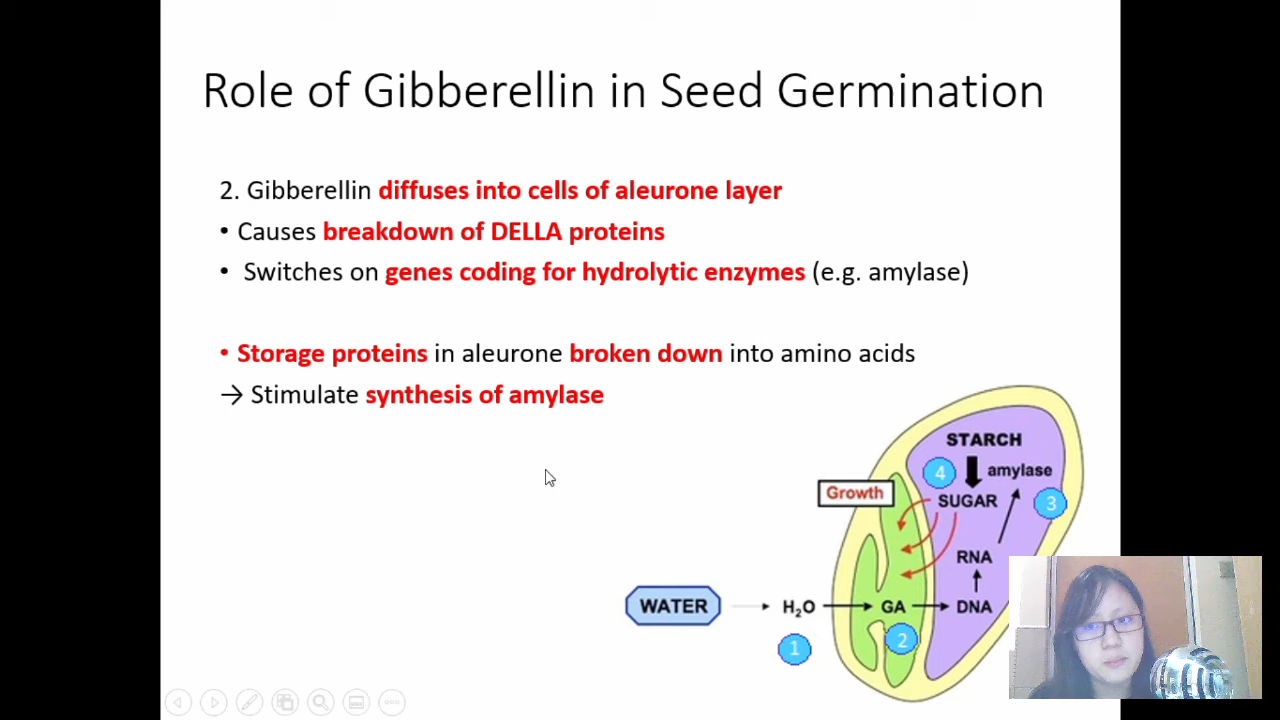 Role of Gibberellin in Seed Germination
2. Gibberellin diffuses into cells of aleurone layer
• Causes breakdown of DELLA proteins
• Switches on genes coding for hydrolytic enzymes (e.g. amylase)
• Storage proteins in aleurone broken down into amino acids
→ Stimulate synthesis of amylase
STARCH
4
amylase
Growth
SUGAR
3
RNA
WATER
H₂O
GA
DNA
1
2